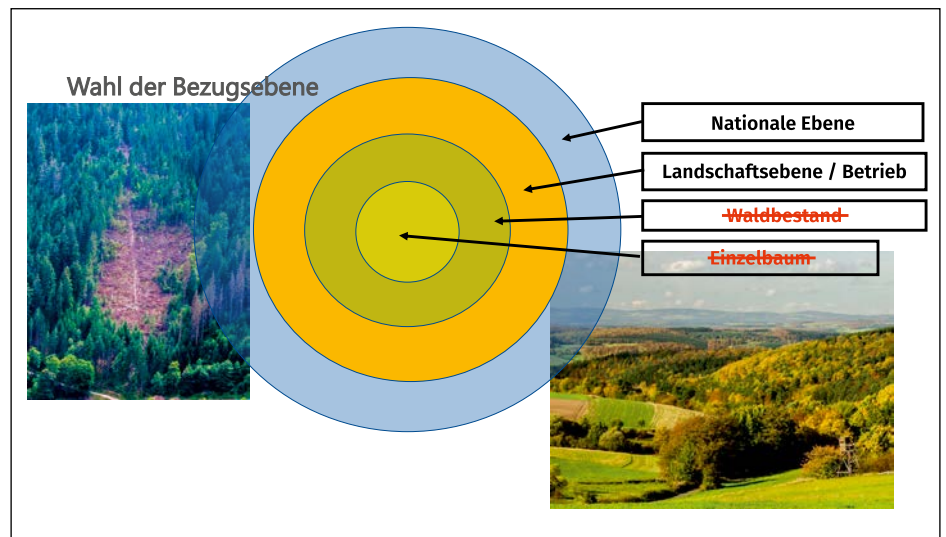 Wahl der Bezugsebene
Nationale Ebene
Landschaftsebene / Betrieb
Waldbestand
Einzelbaum